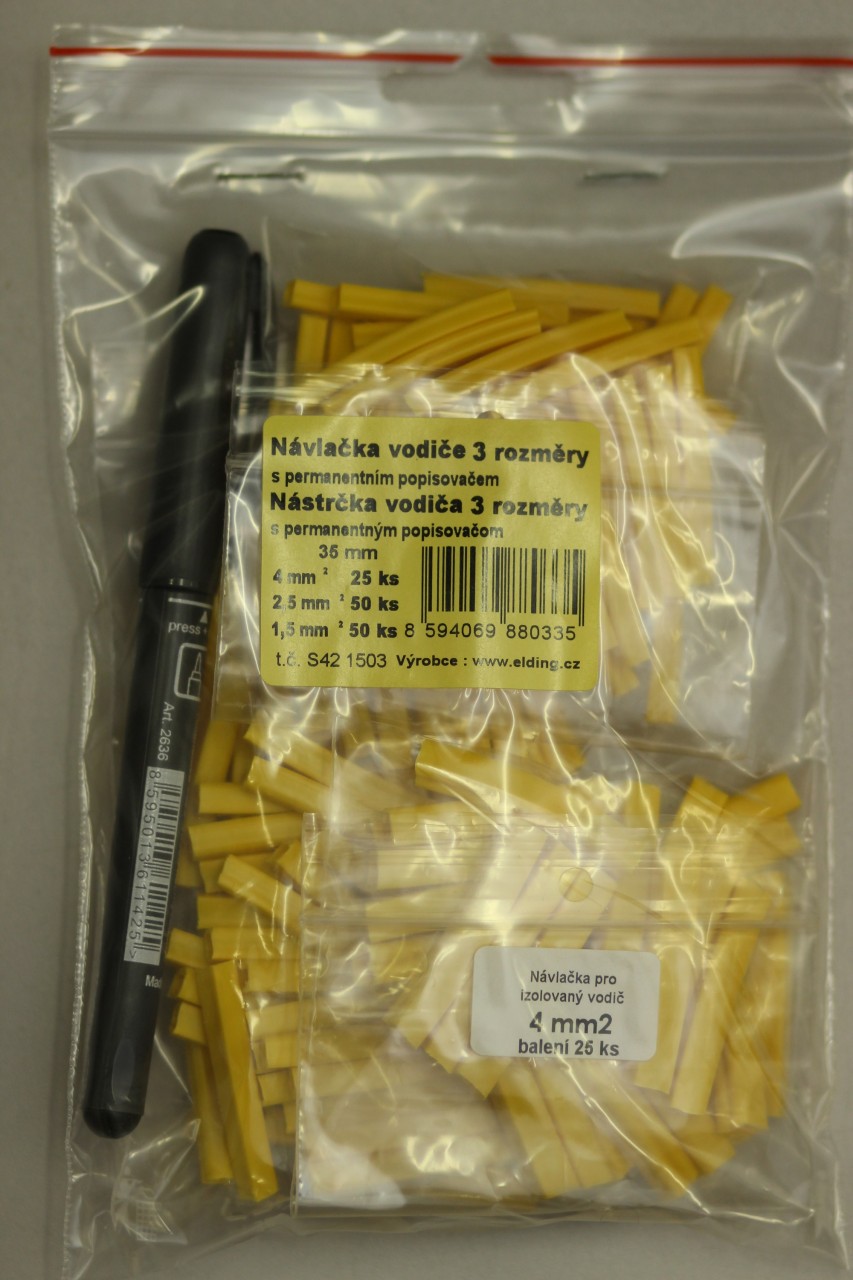 Návlačka vodiče 3 rozměry
s permanentním popisovačem
Nástrčka vodiča 3 rozměry
s permanentným popisovačom
35 mm
4 mm ² 25 ks
2,5 mm ² 50 ks
1,5 mm ² 50 ks
8 594069 880335
t.č. S42 1503 Výrobce : www.elding.cz
press
Art. 2636
8 595013 611425 >
Návlačka pro
izolovaný vodič
4 mm2
balení 25 ks